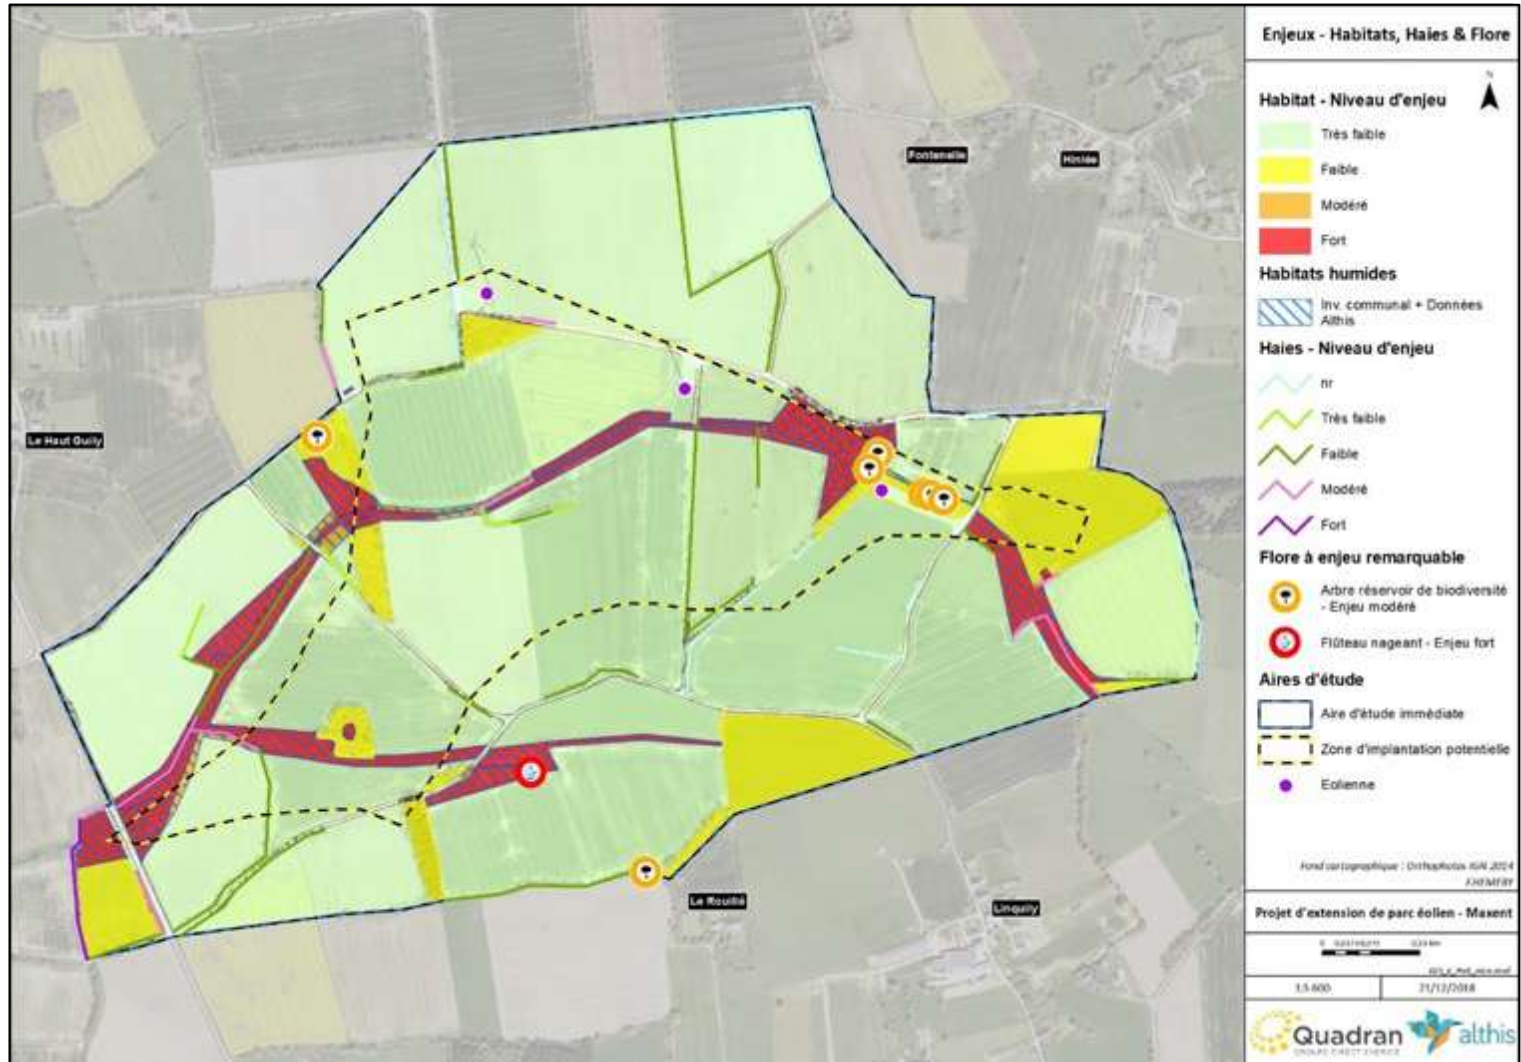 Enjeux - Habitats, Haies & Flore
N
Habitat - Niveau d'enjeu
Très faible
Faible
Modéré
Fort
Habitats humides
Inv. communal + Données
Althis
Haies - Niveau d'enjeu
nr
Très faible
Faible
Modéré
Fort
Flore à enjeu remarquable
Arbre réservoir de biodiversité
- Enjeu modéré
Flûteau nageant - Enjeu fort
Aires d'étude
Aire d'étude immédiate
Zone d'implantation potentielle
Eolienne
Fond cartographique : Orthophotos IGN 2014
F.HEMERY
Projet d'extension de parc éolien - Maxent
21/12/2018
Quadran
althis
Fontenelle
Hinlée
Le Haut Guily
La Rouillé
Linquily